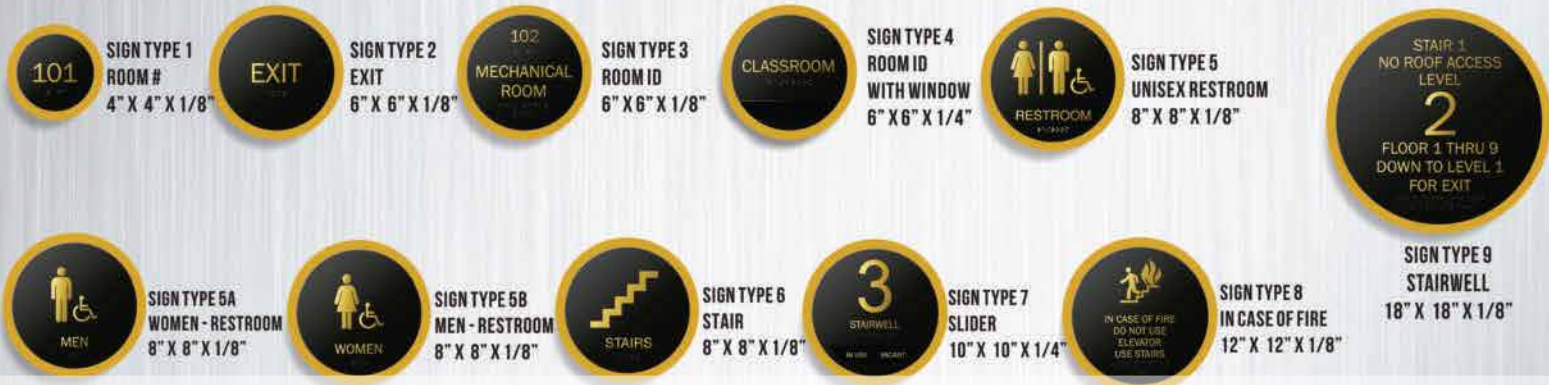 101
SIGN TYPE 1
ROOM #
4" X 4" X 1/8"
EXIT
SIGN TYPE 2
EXIT
6" X 6" X 1/8"
102
MECHANICAL
ROOM
SIGN TYPE 3
ROOM ID
6" X 6" X 1/8"
CLASSROOM
SIGN TYPE 4
ROOM ID
WITH WINDOW
6" X 6" X 1/4"
RESTROOM
SIGN TYPE 5
UNISEX RESTROOM
8" X 8" X 1/8"
STAIR 1
NO ROOF ACCESS
LEVEL
2
FLOOR 1 THRU 9
DOWN TO LEVEL 1
FOR EXIT
SIGN TYPE 9
STAIRWELL
18" X 18" X 1/8"
MEN
SIGN TYPE 5A
WOMEN - RESTROOM
8" X 8" X 1/8"
WOMEN
SIGN TYPE 5B
MEN - RESTROOM
8" X 8" X 1/8"
STAIRS
SIGN TYPE 6
STAIR
8" X 8" X 1/8"
3
STAIRWELL
IN USE VACANT
SIGN TYPE 7
SLIDER
10" X 10" X 1/4"
IN CASE OF FIRE
DO NOT USE
ELEVATOR
USE STAIRS
SIGN TYPE 8
IN CASE OF FIRE
12" X 12" X 1/8"